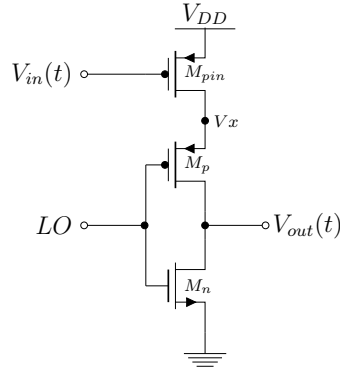 V_{DD}
V_{in}(t)
M_{pin}
Vx
M_p
LO
V_{out}(t)
M_n